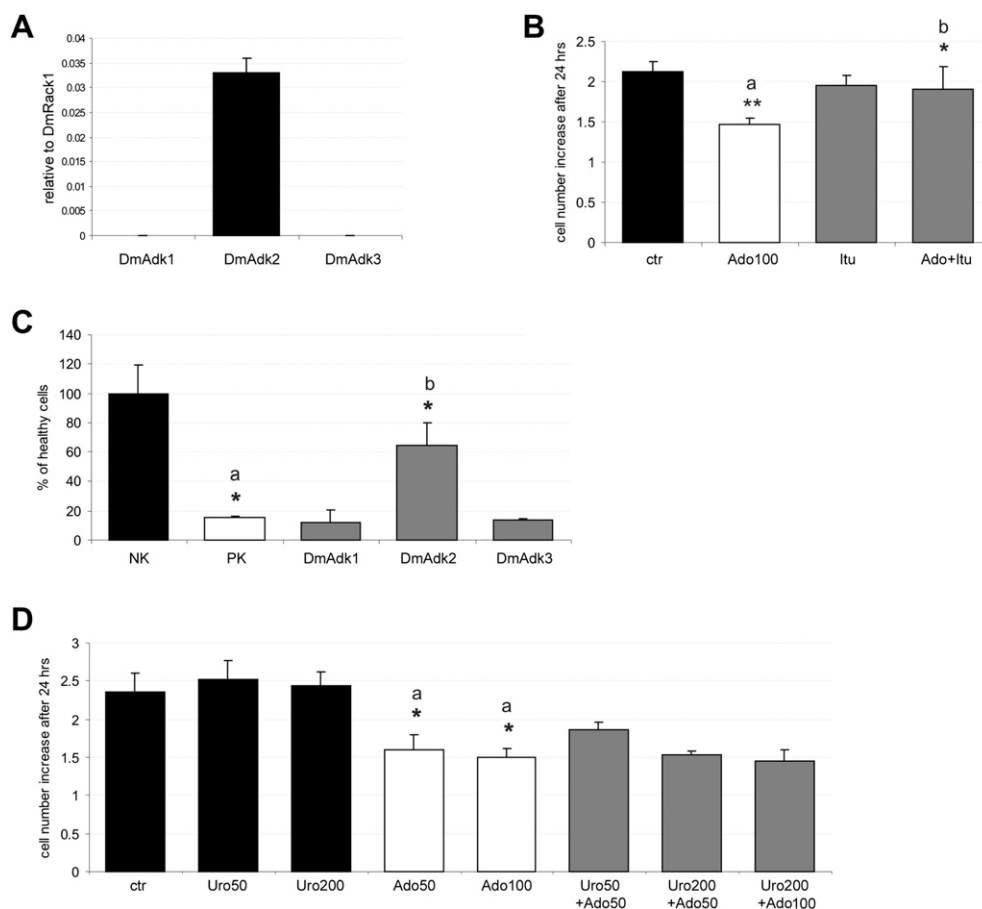 A
relative to DmRack1
0.04
0.035
0.03
0.025
0.02
0.015
0.01
0.005
0
DmAdk1 DmAdk2 DmAdk3
B
cell number increase after 24 hrs
2.5
2
1.5
1
0.5
0
a
**
b
*
ctr Ado100 Itu Ado+Itu
C
% of healthy cells
140
120
100
80
60
40
20
0
a
*
b
*
NK PK DmAdk1 DmAdk2 DmAdk3
D
cell number increase after 24 hrs
3
2.5
2
1.5
1
0.5
0
a
*
a
*
ctr Uro50 Uro200 Ado50 Ado100 Uro50 Uro200 Uro200
+Ado50 +Ado50 +Ado100